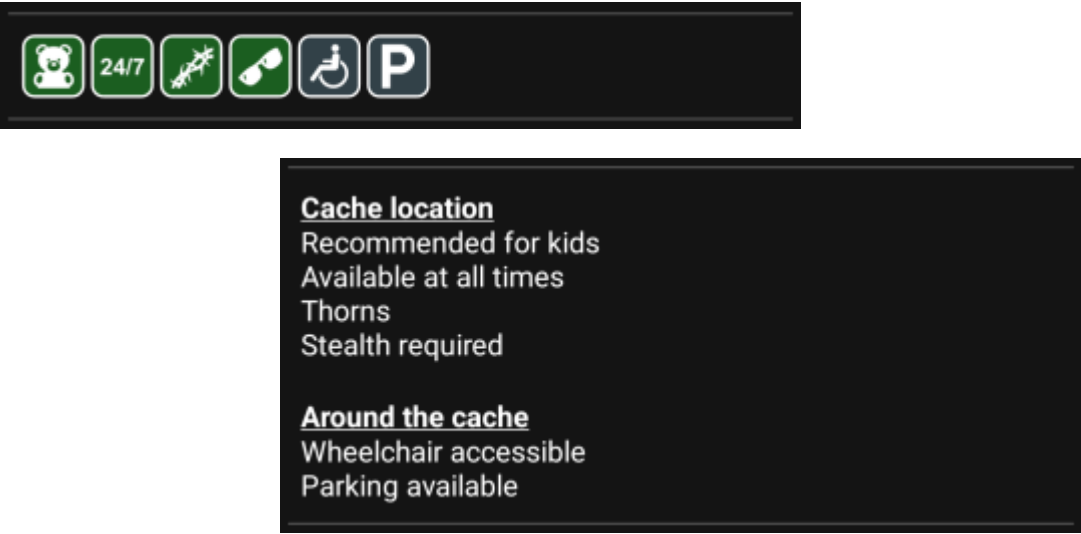 24/7
P
Cache location
Recommended for kids
Available at all times
Thorns
Stealth required
Around the cache
Wheelchair accessible
Parking available